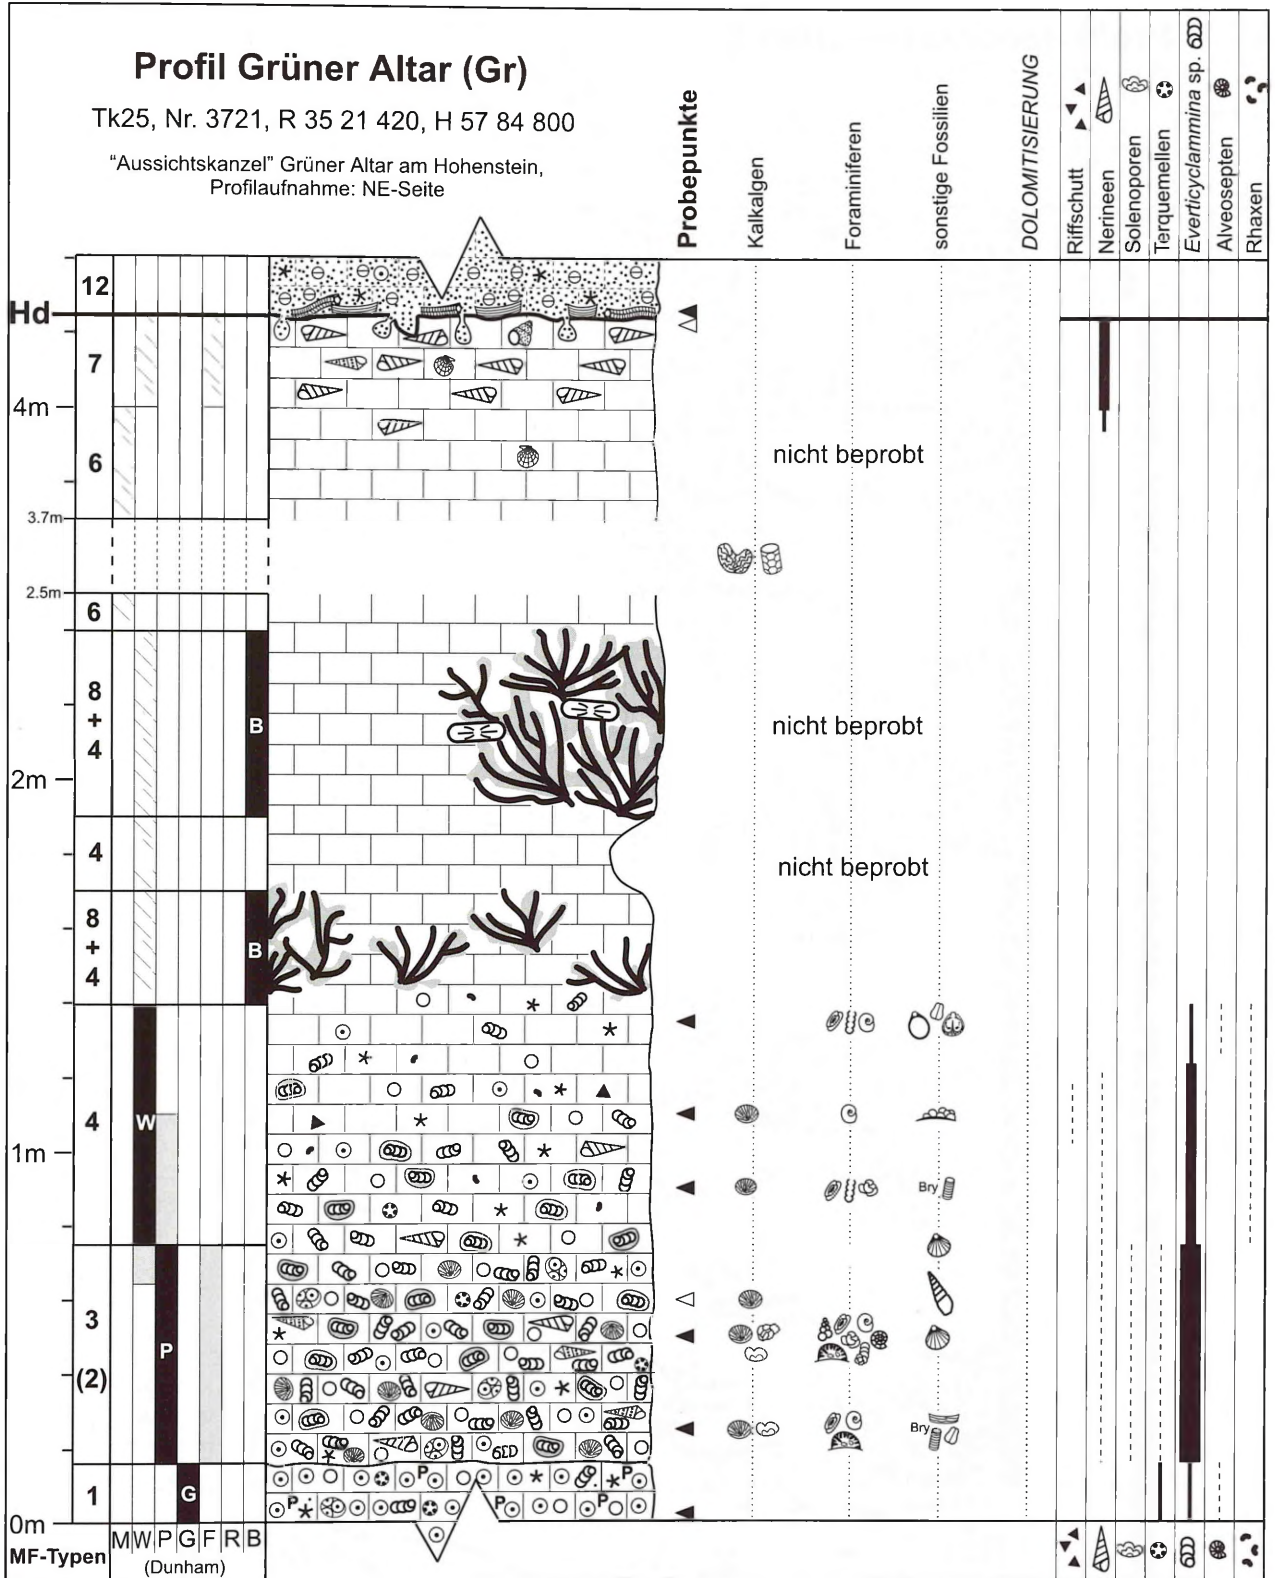 Profil Grüner Altar (Gr)
Tk25, Nr. 3721, R 35 21 420, H 57 84 800
“Aussichtskanzel” Grüner Altar am Hohenstein,
Profilaufnahme: NE-Seite
Probepunkte
Kalkalgen
Foraminiferen
sonstige Fossilien
DOLOMITISIERUNG
Riffschutt
Nerineen
Solenoporen
Terquemellen
Everticyclammina sp.
Alveosepten
Rhaxen
12
Hd
7
4m
6
nicht beprobt
3.7m
2.5m
6
8
+
4
B
nicht beprobt
2m
4
nicht beprobt
8
+
4
B
4
W
1m
Bry
3
P
(2)
Bry
1
G
P P
P P P
0m
M W P G F R B
MF-Typen
(Dunham)